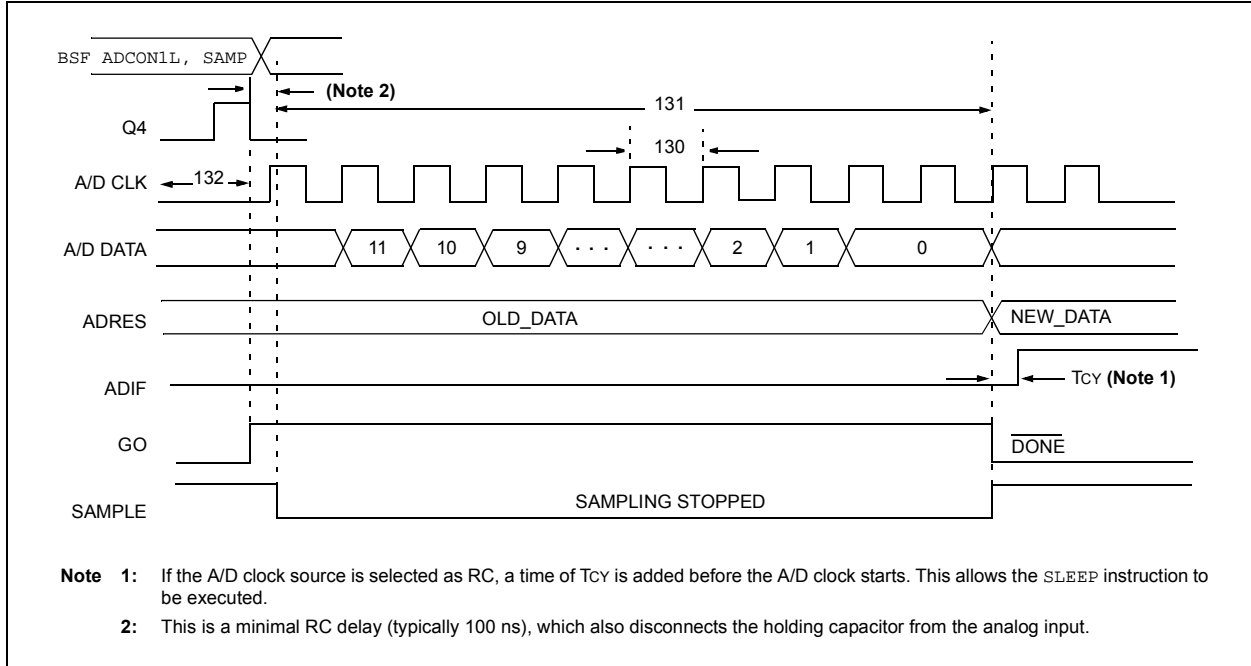 BSF ADCON1L, SAMP
(Note 2)
131
Q4
130
A/D CLK
132
A/D DATA
11 10 9 . . . . . . 2 1 0
ADRES
OLD_DATA
NEW_DATA
ADIF
TCY (Note 1)
GO
DONE
SAMPLE
SAMPLING STOPPED
Note 1: If the A/D clock source is selected as RC, a time of TCY is added before the A/D clock starts. This allows the SLEEP instruction to
be executed.
2: This is a minimal RC delay (typically 100 ns), which also disconnects the holding capacitor from the analog input.